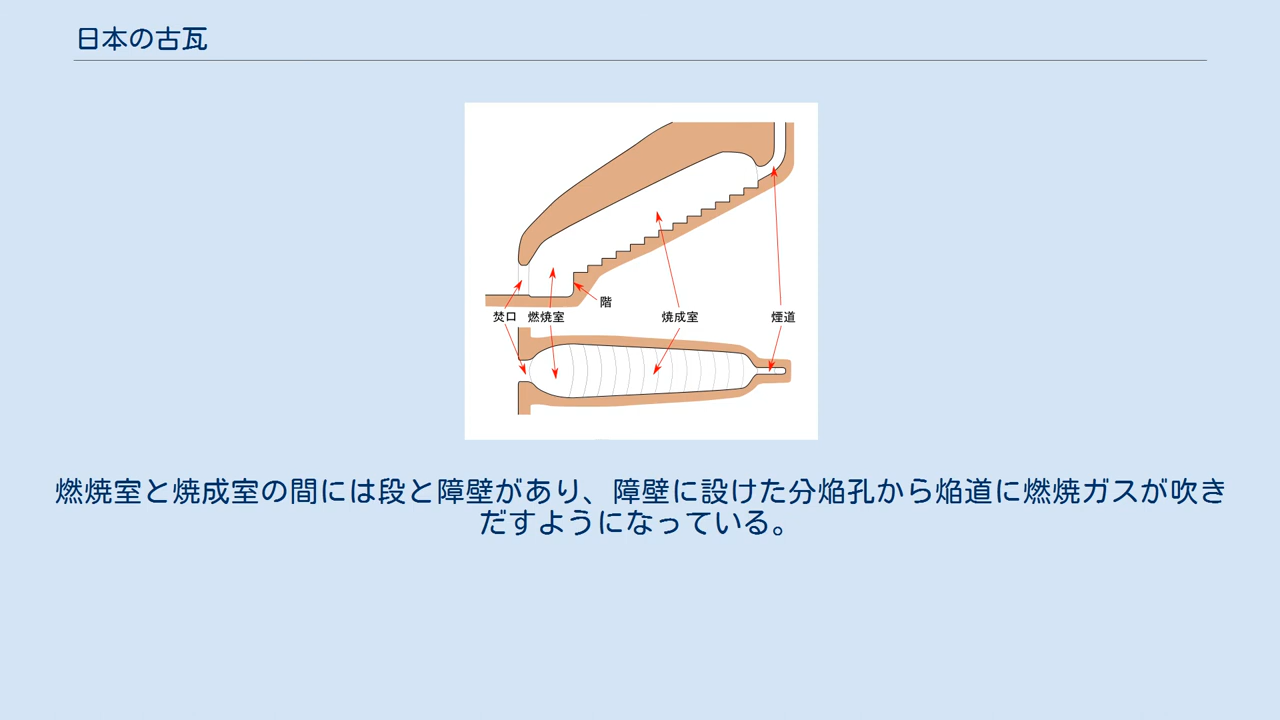 日本の古瓦
階
焚口 燃焼室 焼成室 煙道
燃焼室と焼成室の間には段と障壁があり、障壁に設けた分焔孔から焔道に燃焼ガスが吹き
だすようになっている。